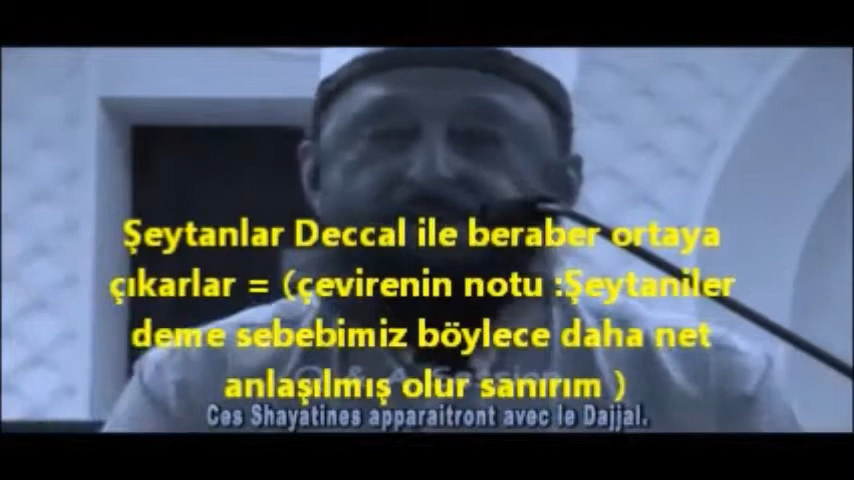 Şeytanlar Deccal ile beraber ortaya
çıkarlar = (çevirenin notu :Şeytaniler
deme sebebimiz böylece daha net
anlaşılmış olur sanırım )
Q & A Session
Ces Shayatines apparaitront avec le Dajjal.